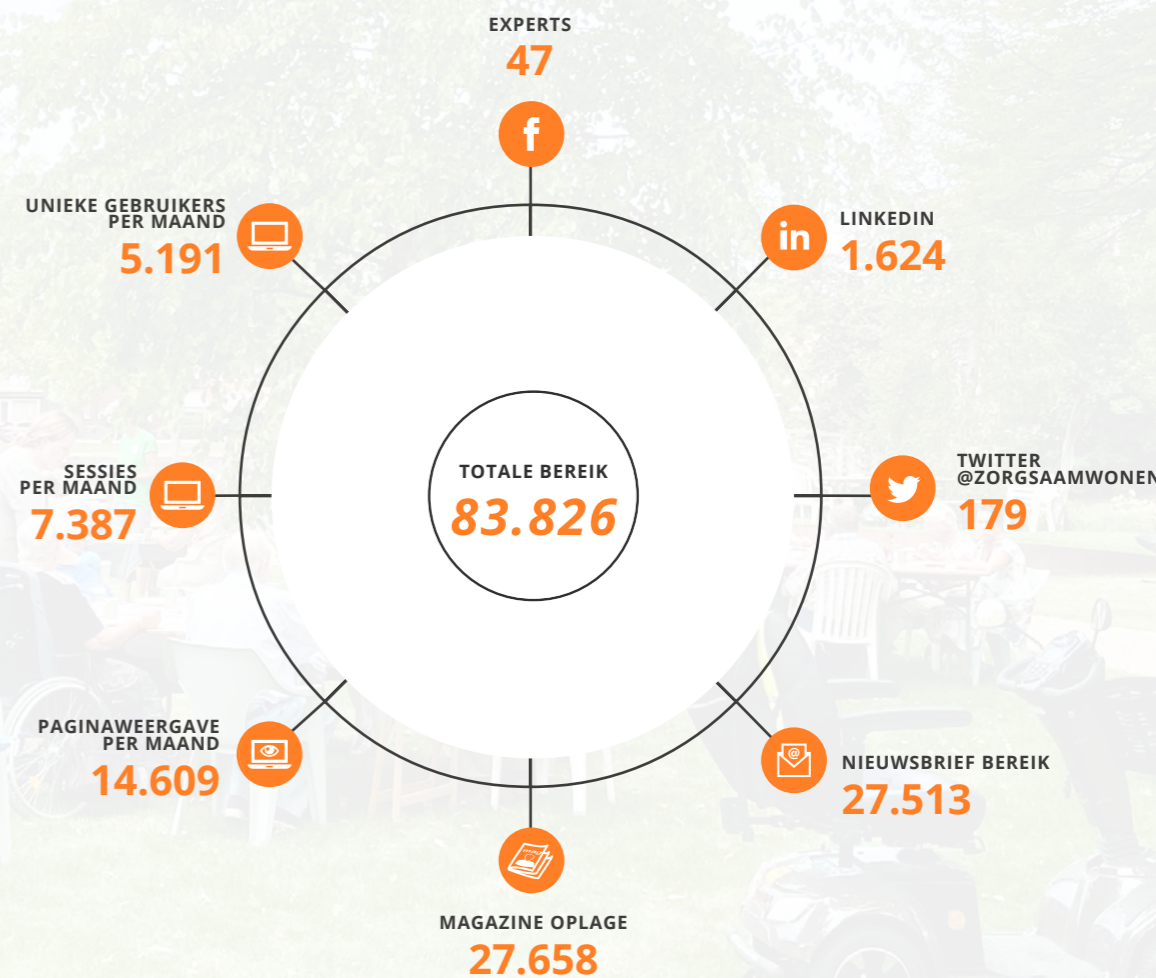 EXPERTS
47
f
UNIEKE GEBRUIKERS
PER MAAND
5.191
in
LINKEDIN
1.624
SESSIES
PER MAAND
7.387
TOTALE BEREIK
83.826
TWITTER
@ZORGSAAMWONEN
179
PAGINAWEERGAVE
PER MAAND
14.609
@
NIEUWSBRIEF BEREIK
27.513
MAGAZINE OPLAGE
27.658